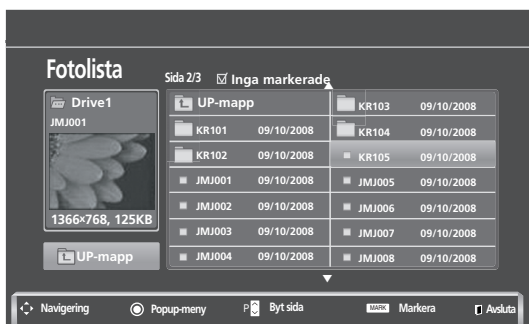 Fotolista
Sida 2/3 Inga markerade
Drive1
JMJ001
1366×768, 125KB
UP-mapp
UP-mapp
KR101 09/10/2008
KR102 09/10/2008
JMJ001 09/10/2008
JMJ002 09/10/2008
JMJ003 09/10/2008
JMJ004 09/10/2008
KR103 09/10/2008
KR104 09/10/2008
KR105 09/10/2008
JMJ005 09/10/2008
JMJ006 09/10/2008
JMJ007 09/10/2008
JMJ008 09/10/2008
Navigering Popup-meny P Byt sida MARK Markera Avsluta